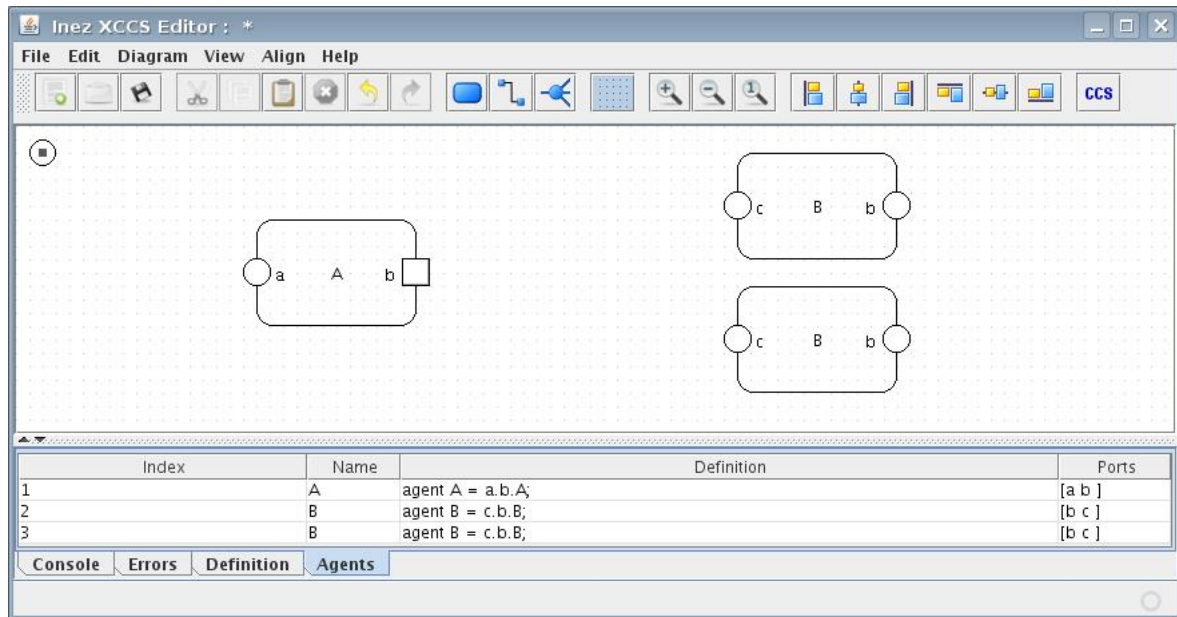 Inez XCCS Editor : *
File Edit Diagram View Align Help
1 CCS
c B b
a A b
c B b
Index Name Definition Ports
1 A agent A = a.b.A; [a b ]
2 B agent B = c.b.B; [b c ]
3 B agent B = c.b.B; [b c ]
Console Errors Definition Agents